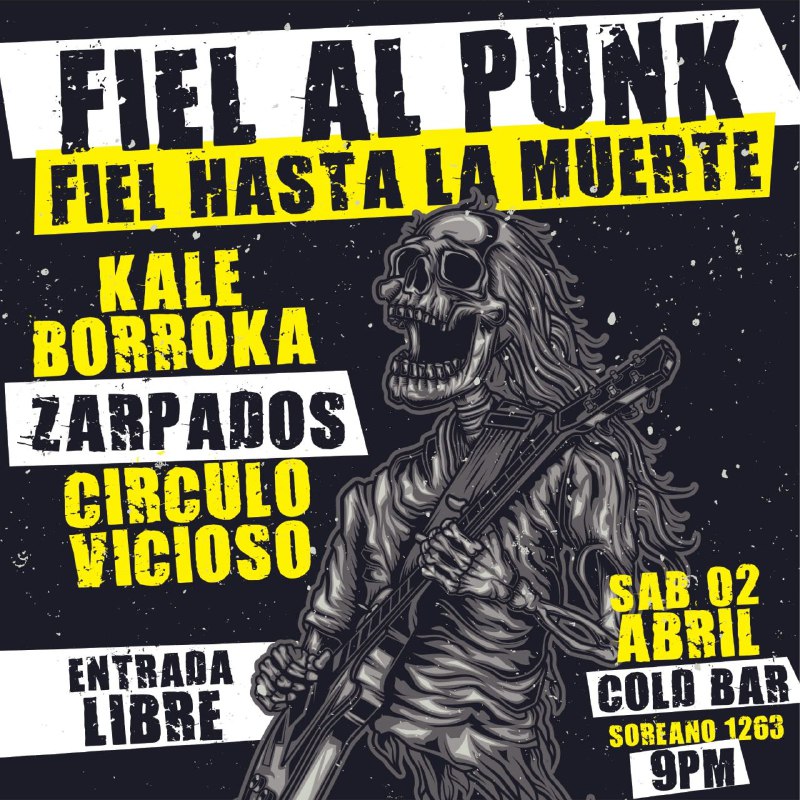 FIEL AL PUNK
FIEL HASTA LA MUERTE
KALE
BORROKA
ZARPADOS
CIRCULO
VICIOSO
ENTRADA
LIBRE
SAB 02
ABRIL
COLD BAR
SOREANO 1263
9PM